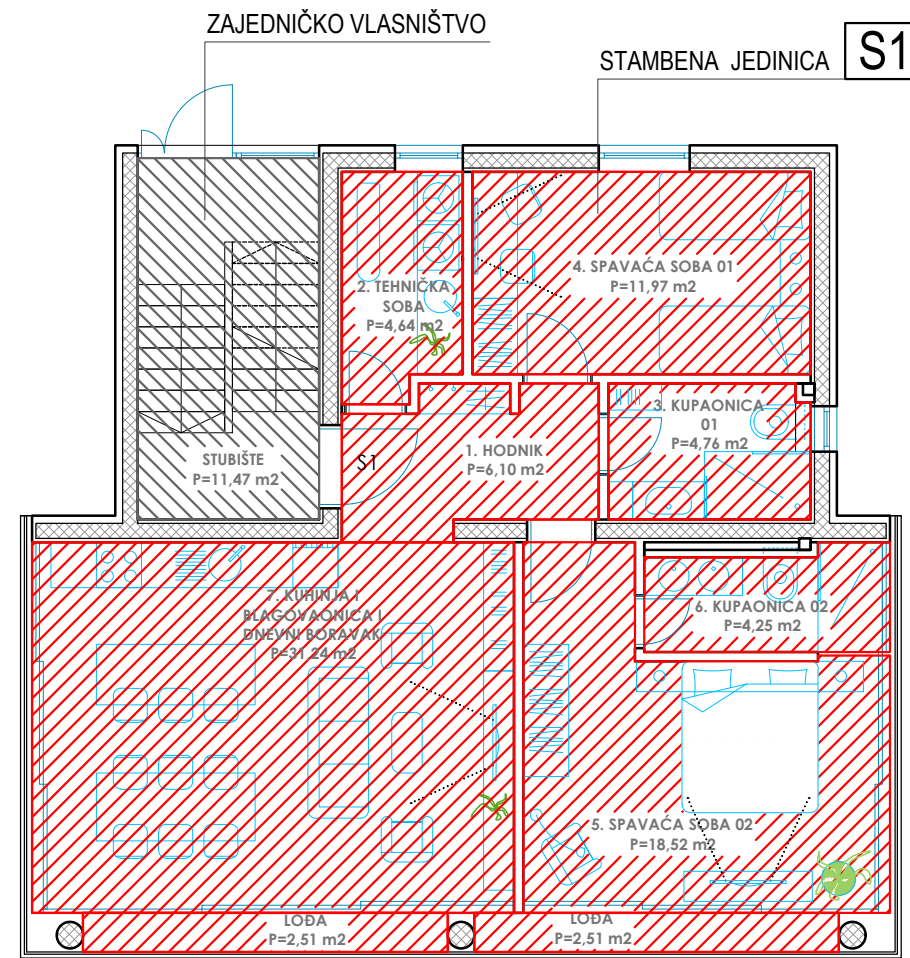 ZAJEDNIČKO VLASNIŠTVO
STAMBENA JEDINICA S1
2. TEHNIČKA
SOBA
P=4,64 m2
4. SPAVAĆA SOBA 01
P=11,97 m2
3. KUPAONICA
01
P=4,76 m2
STUBIŠTE
P=11,47 m2
S1
1. HODNIK
P=6,10 m2
7. KUHINJA I
BLAGOVAONICA I
DNEVNI BORAVAK
P=31,24 m2
6. KUPAONICA 02
P=4,25 m2
5. SPAVAĆA SOBA 02
P=18,52 m2
LOĐA
P=2,51 m2
LOĐA
P=2,51 m2